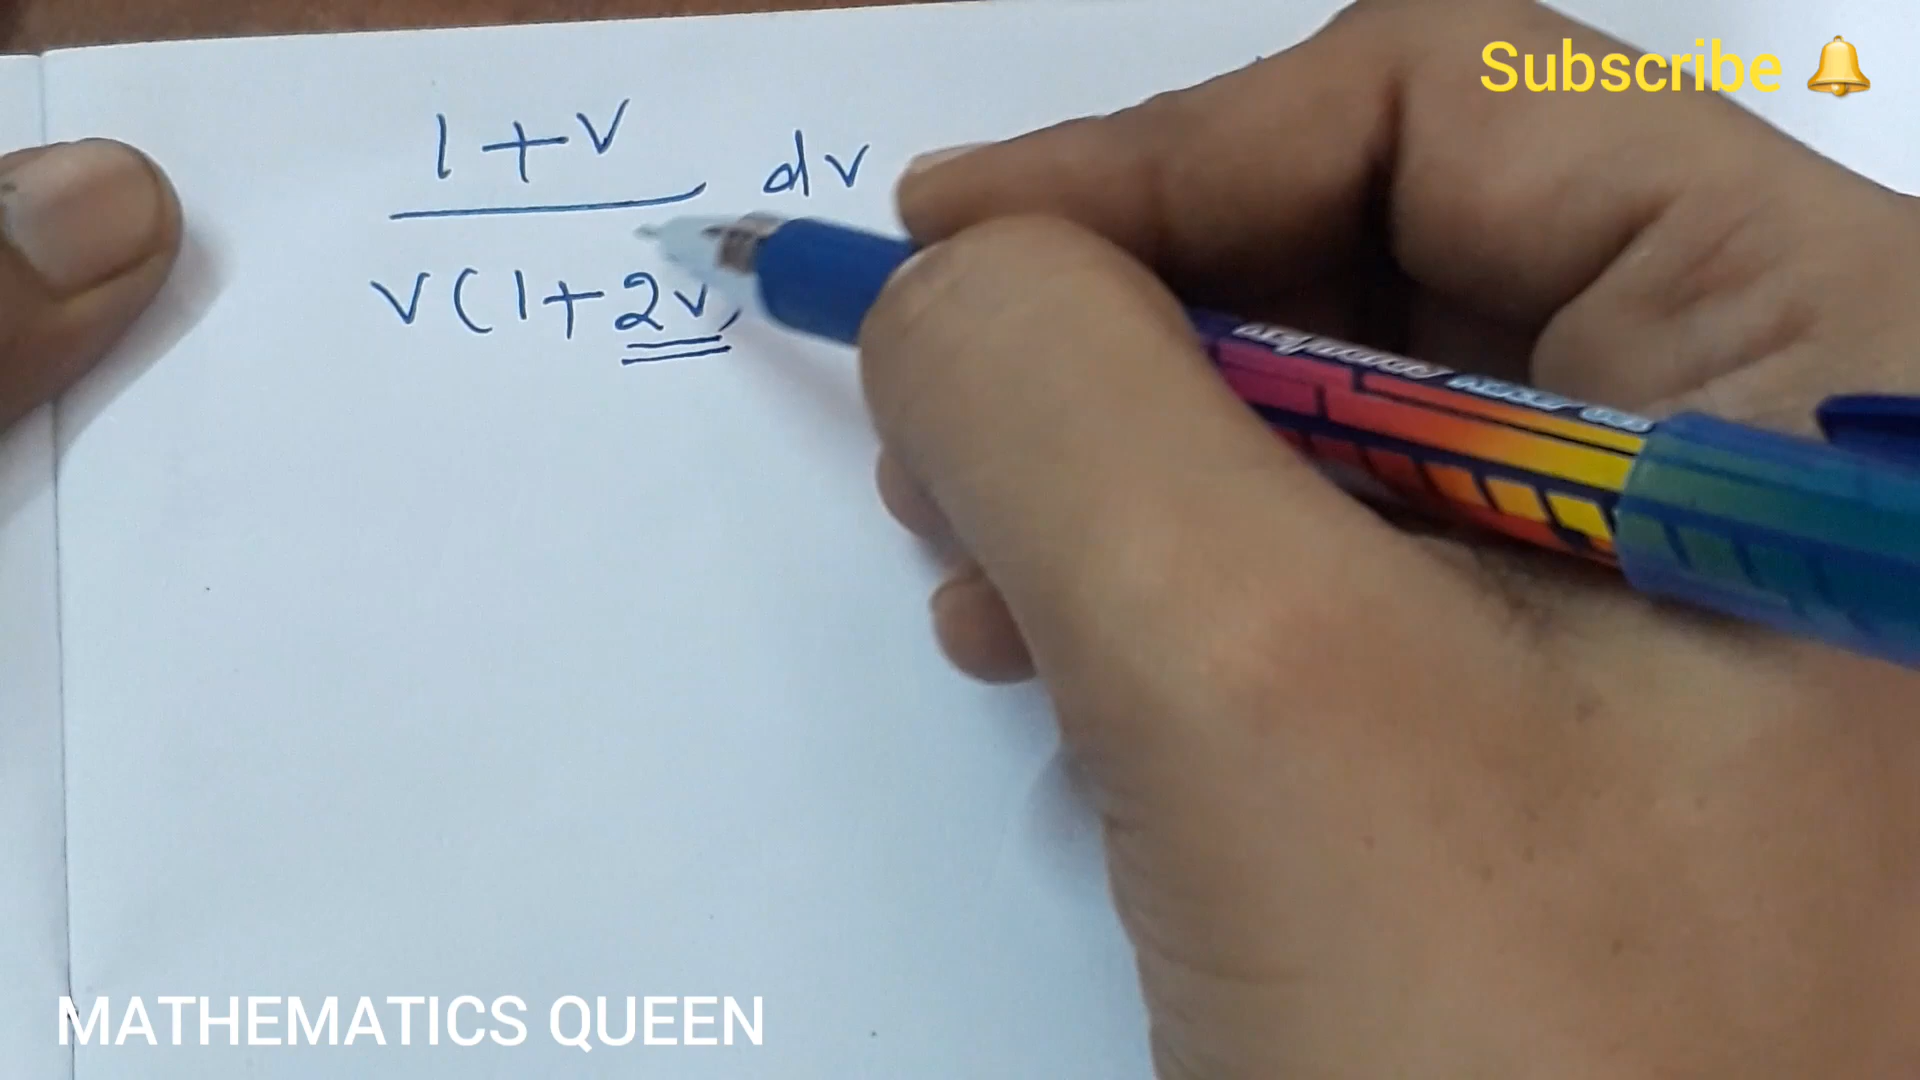 Subscribe 🔔
1+v
dv
v(1+2v)
MATHEMATICS QUEEN